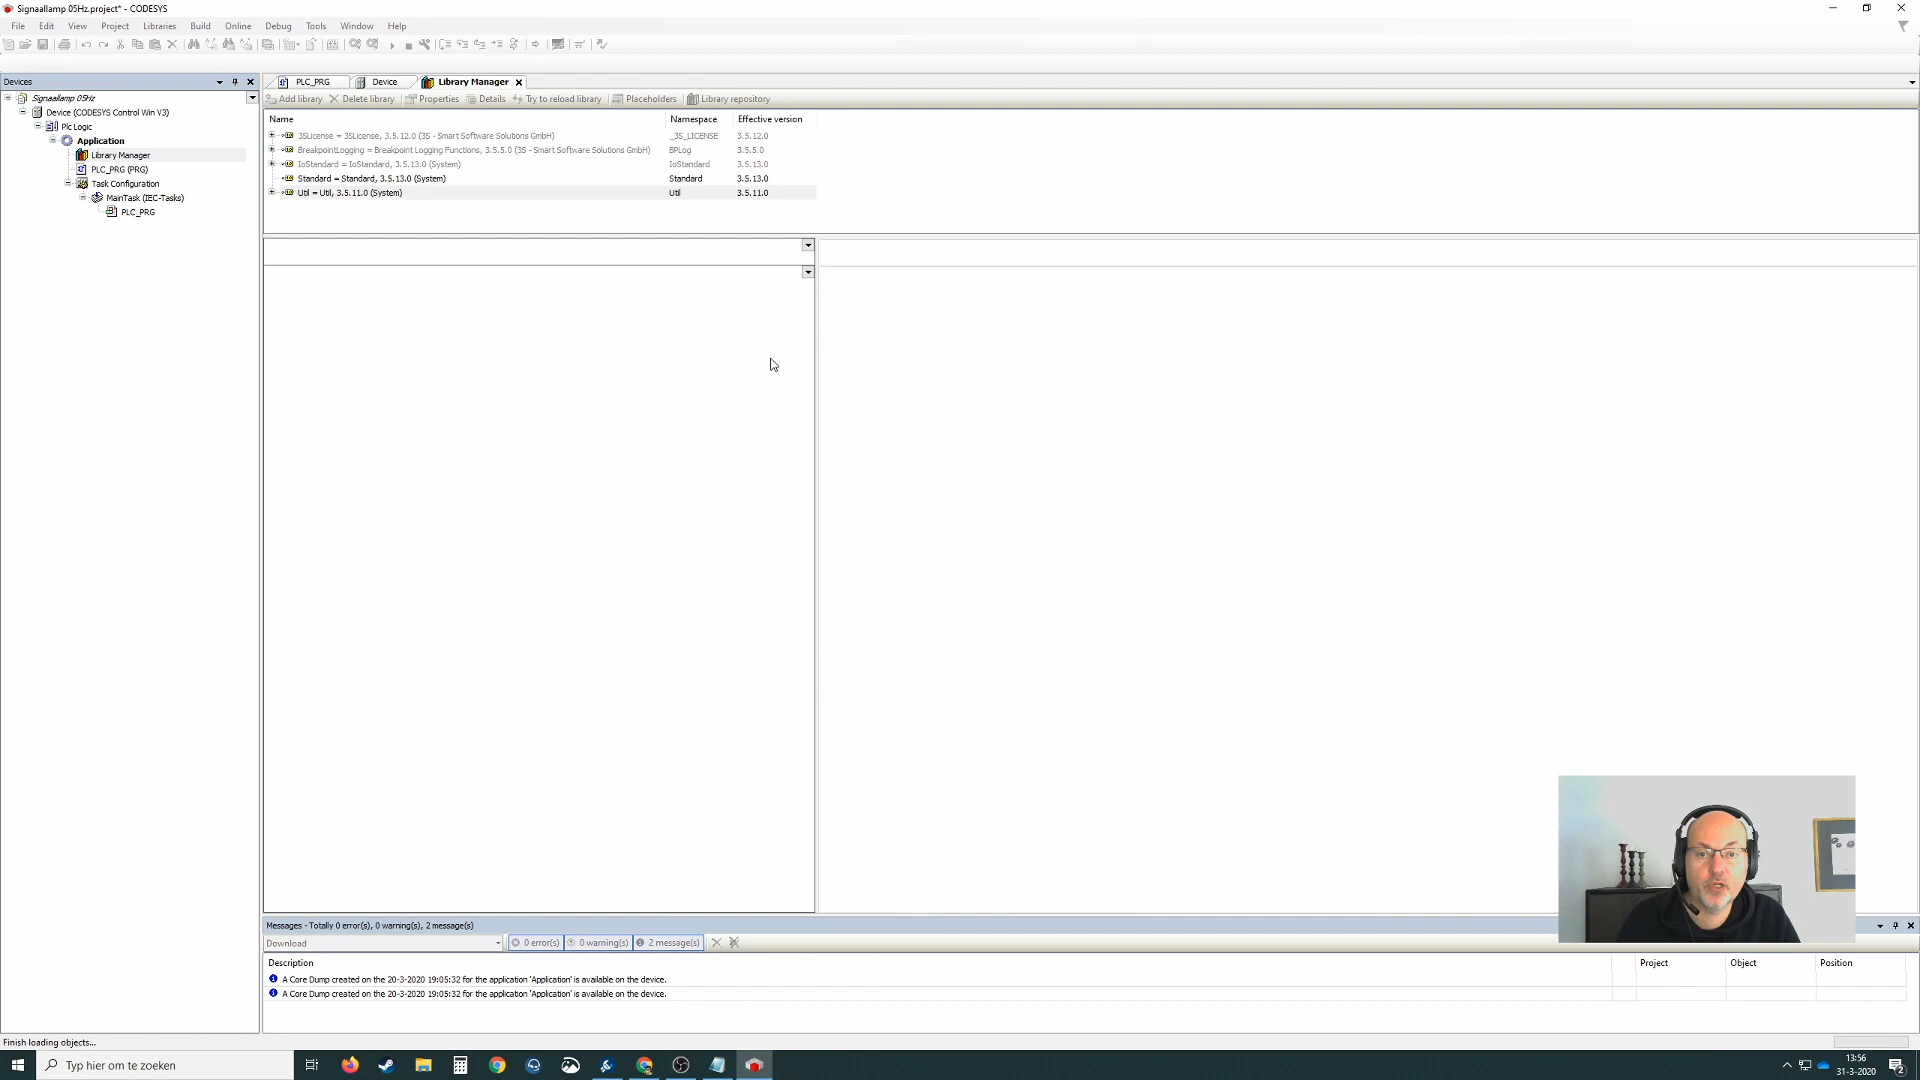 Signaallamp 05Hz.project* - CODESYS
File Edit View Project Libraries Build Online Debug Tools Window Help
Devices
Signaallamp 05Hz
Device (CODESYS Control Win V3)
Plc Logic
Application
Library Manager
PLC_PRG (PRG)
Task Configuration
MainTask (IEC-Tasks)
PLC_PRG
PLC_PRG Device Library Manager
Add library Delete library Properties Details Try to reload library Placeholders Library repository
Name Namespace Effective version
3SLicense = 3SLicense, 3.5.12.0 (3S - Smart Software Solutions GmbH) _3S_LICENSE 3.5.12.0
BreakpointLogging = Breakpoint Logging Functions, 3.5.5.0 (3S - Smart Software Solutions GmbH) BPLog 3.5.5.0
IoStandard = IoStandard, 3.5.13.0 (System) IoStandard 3.5.13.0
Standard = Standard, 3.5.13.0 (System) Standard 3.5.13.0
Util = Util, 3.5.11.0 (System) Util 3.5.11.0
Messages - Totally 0 error(s), 0 warning(s), 2 message(s)
Download 0 error(s) 0 warning(s) 2 message(s)
Description Project Object Position
A Core Dump created on the 20-3-2020 19:05:32 for the application 'Application' is available on the device.
A Core Dump created on the 20-3-2020 19:05:32 for the application 'Application' is available on the device.
Finish loading objects...
Typ hier om te zoeken
13:56
31-3-2020
2